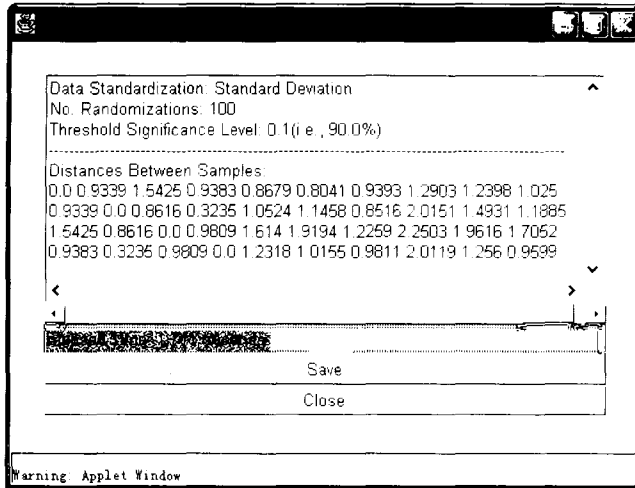 Data Standardization: Standard Deviation
No. Randomizations: 100
Threshold Significance Level: 0.1(i.e., 90.0%)
Distances Between Samples:
0.0 0.9339 1.5425 0.9383 0.8679 0.8041 0.9393 1.2903 1.2398 1.025
0.9339 0.0 0.8616 0.3235 1.0524 1.1458 0.8516 2.0151 1.4931 1.1885
1.5425 0.8616 0.0 0.9809 1.614 1.9194 1.2259 2.2503 1.9616 1.7052
0.9383 0.3235 0.9809 0.0 1.2318 1.0155 0.9811 2.0119 1.256 0.9599
Save
Close
Warning: Applet Window